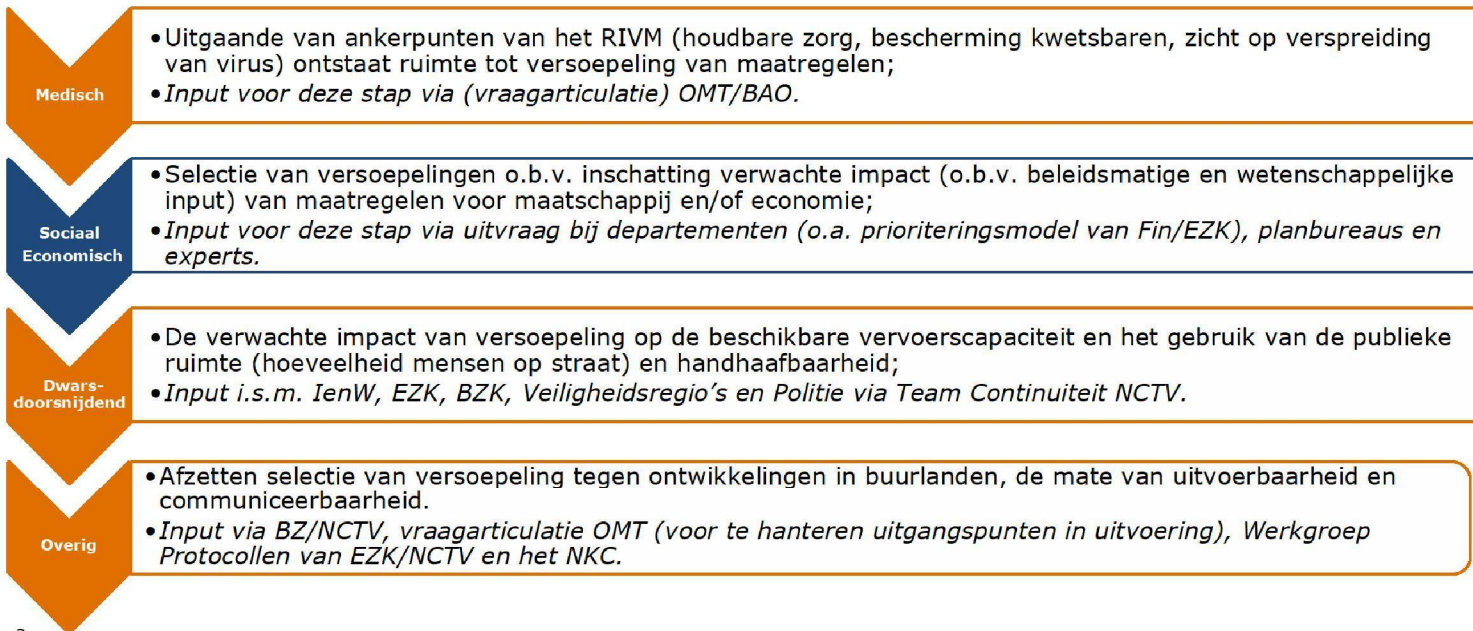 Medisch
•Uitgaande van ankerpunten van het RIVM (houdbare zorg, bescherming kwetsbaren, zicht op verspreiding
van virus) ontstaat ruimte tot versoepeling van maatregelen;
•Input voor deze stap via (vraagarticulatie) OMT/BAO.
Sociaal
Economisch
•Selectie van versoepelingen o.b.v. inschatting verwachte impact (o.b.v. beleidsmatige en wetenschappelijke
input) van maatregelen voor maatschappij en/of economie;
•Input voor deze stap via uitvraag bij departementen (o.a. prioriteringsmodel van Fin/EZK), planbureaus en
experts.
Dwars-
doorsnijdend
•De verwachte impact van versoepeling op de beschikbare vervoerscapaciteit en het gebruik van de publieke
ruimte (hoeveelheid mensen op straat) en handhaafbaarheid;
•Input i.s.m. IenW, EZK, BZK, Veiligheidsregio's en Politie via Team Continuiteit NCTV.
Overig
•Afzetten selectie van versoepeling tegen ontwikkelingen in buurlanden, de mate van uitvoerbaarheid en
communiceerbaarheid.
•Input via BZ/NCTV, vraagarticulatie OMT (voor te hanteren uitgangspunten in uitvoering), Werkgroep
Protocollen van EZK/NCTV en het NKC.